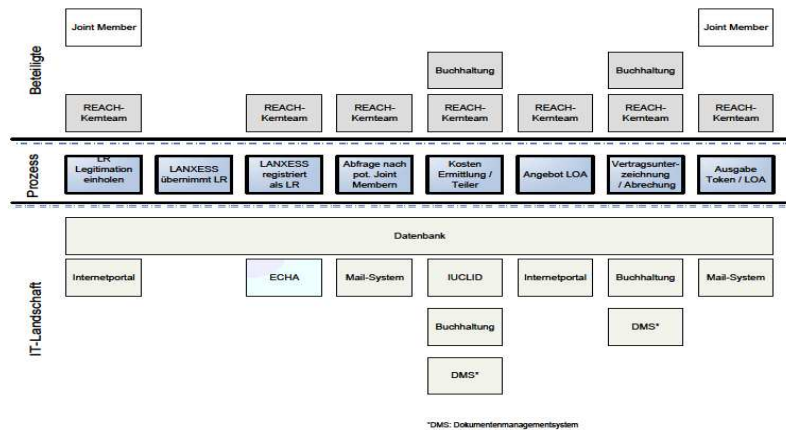 Beteiligte
Joint Member
Joint Member
Buchhaltung
Buchhaltung
REACH-
Kernteam
REACH-
Kernteam
REACH-
Kernteam
REACH-
Kernteam
REACH-
Kernteam
REACH-
Kernteam
REACH-
Kernteam
Prozess
LR
Legitimation
einholen
LANXESS
übernimmt LR
LANXESS
registriert
als LR
Abfrage nach
pot. Joint
Membern
Kosten
Ermittlung /
Teiler
Angebot LOA
Vertragsunter-
zeichnung
/ Abrechung
Ausgabe
Token / LOA
IT-Landschaft
Datenbank
Internetportal
ECHA
Mail-System
IUCLID
Internetportal
Buchhaltung
Mail-System
Buchhaltung
DMS*
DMS*
*DMS: Dokumentenmanagementsystem